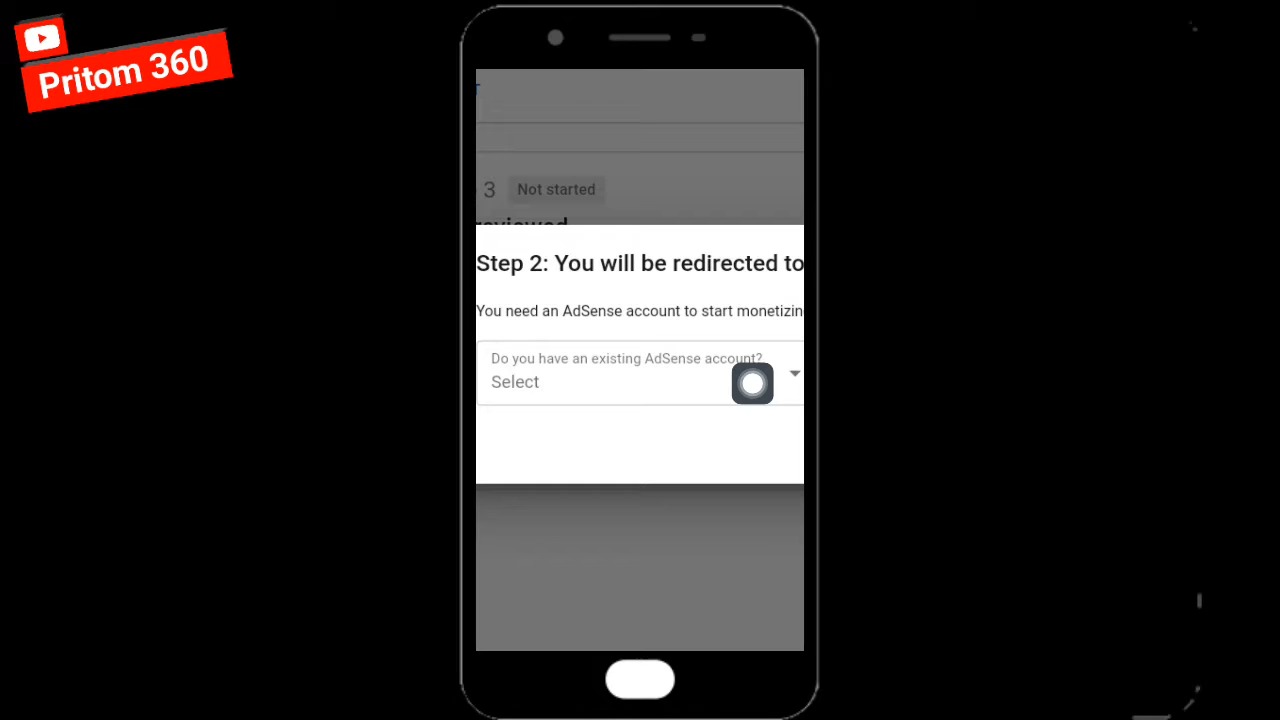 Pritom 360
3 Not started
reviewed
Step 2: You will be redirected to
You need an AdSense account to start monetizin
Do you have an existing AdSense account?
Select